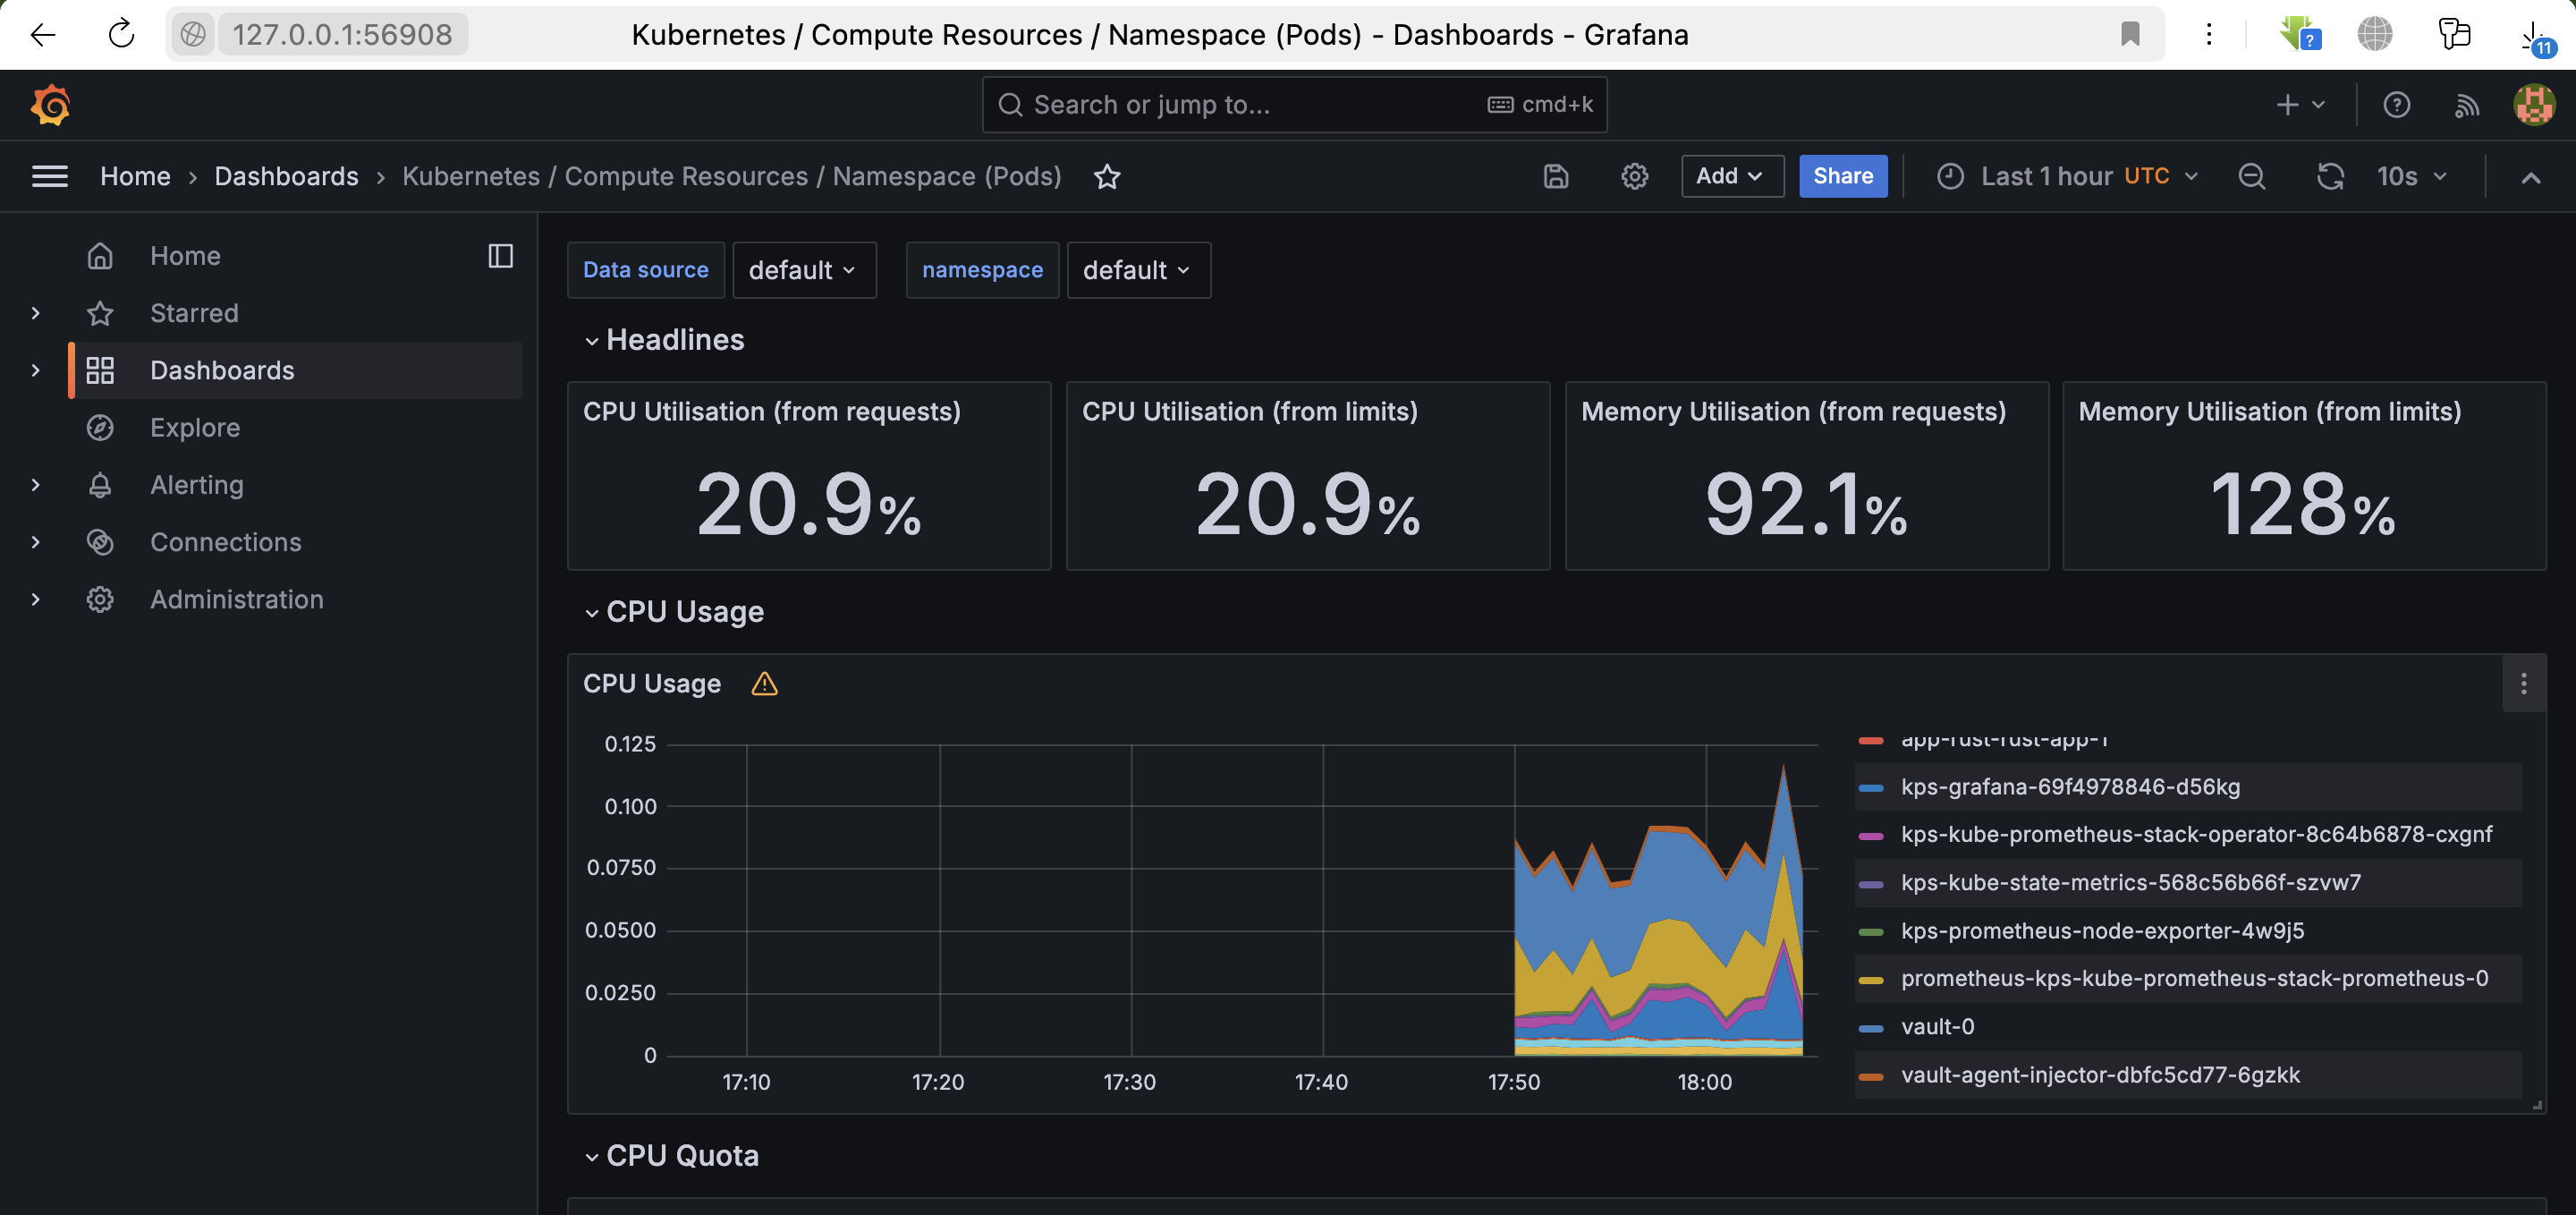 127.0.0.1:56908
Kubernetes / Compute Resources / Namespace (Pods) - Dashboards - Grafana
11
Search or jump to...
cmd+k
Home › Dashboards › Kubernetes / Compute Resources / Namespace (Pods)
Add
Share
Last 1 hour UTC
10s
Home
Starred
Dashboards
Explore
Alerting
Connections
Administration
Data source
default
namespace
default
Headlines
CPU Utilisation (from requests)
20.9%
CPU Utilisation (from limits)
20.9%
Memory Utilisation (from requests)
92.1%
Memory Utilisation (from limits)
128%
CPU Usage
CPU Usage
0.125
0.100
0.0750
0.0500
0.0250
0
17:10
17:20
17:30
17:40
17:50
18:00
app-rust-rust-app-1
kps-grafana-69f4978846-d56kg
kps-kube-prometheus-stack-operator-8c64b6878-cxgnf
kps-kube-state-metrics-568c56b66f-szvw7
kps-prometheus-node-exporter-4w9j5
prometheus-kps-kube-prometheus-stack-prometheus-0
vault-0
vault-agent-injector-dbfc5cd77-6gzkk
CPU Quota